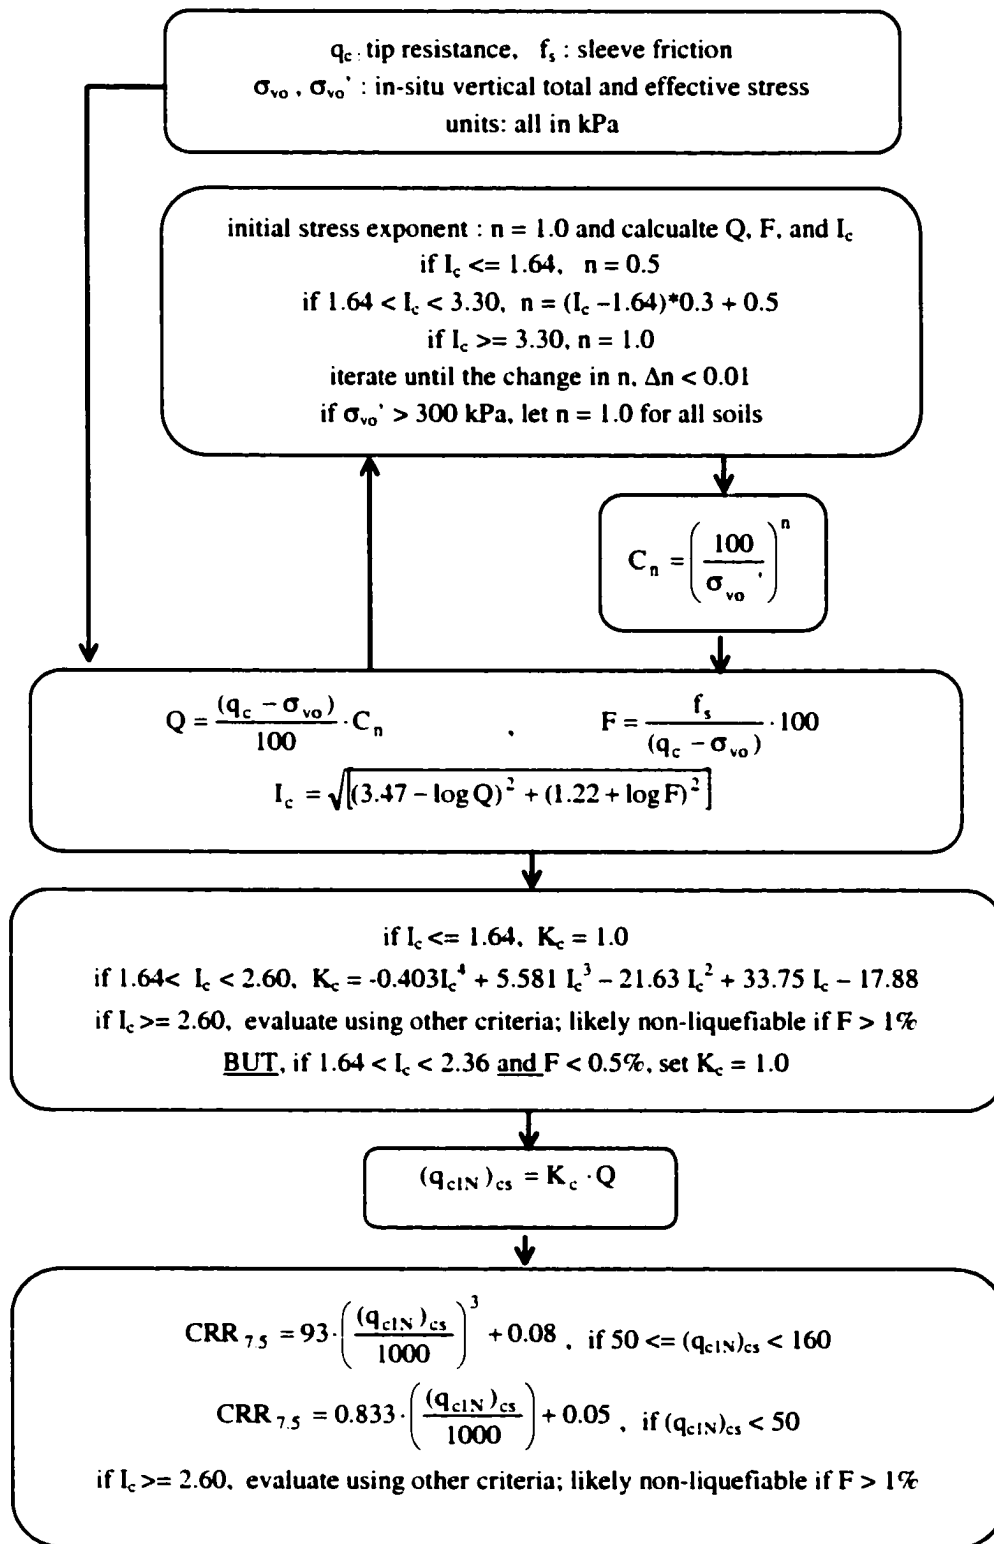 q_c : tip resistance, f_s : sleeve friction
σ_vo , σ_vo' : in-situ vertical total and effective stress
units: all in kPa
initial stress exponent : n = 1.0 and calcualte Q, F, and I_c
if I_c <= 1.64, n = 0.5
if 1.64 < I_c < 3.30, n = (I_c –1.64)*0.3 + 0.5
if I_c >= 3.30, n = 1.0
iterate until the change in n, Δn < 0.01
if σ_vo' > 300 kPa, let n = 1.0 for all soils
C_n = (100 / σ_vo')^n
Q = (q_c − σ_vo) / 100 · C_n , F = f_s / (q_c − σ_vo) · 100
I_c = √[(3.47 − log Q)^2 + (1.22 + log F)^2]
if I_c <= 1.64, K_c = 1.0
if 1.64< I_c < 2.60, K_c = -0.403I_c^4 + 5.581 I_c^3 – 21.63 I_c^2 + 33.75 I_c – 17.88
if I_c >= 2.60, evaluate using other criteria; likely non-liquefiable if F > 1%
BUT, if 1.64 < I_c < 2.36 and F < 0.5%, set K_c = 1.0
(q_c1N)_cs = K_c · Q
CRR_7.5 = 93 · ((q_c1N)_cs / 1000)^3 + 0.08 , if 50 <= (q_c1N)_cs < 160
CRR_7.5 = 0.833 · ((q_c1N)_cs / 1000) + 0.05 , if (q_c1N)_cs < 50
if I_c >= 2.60, evaluate using other criteria; likely non-liquefiable if F > 1%